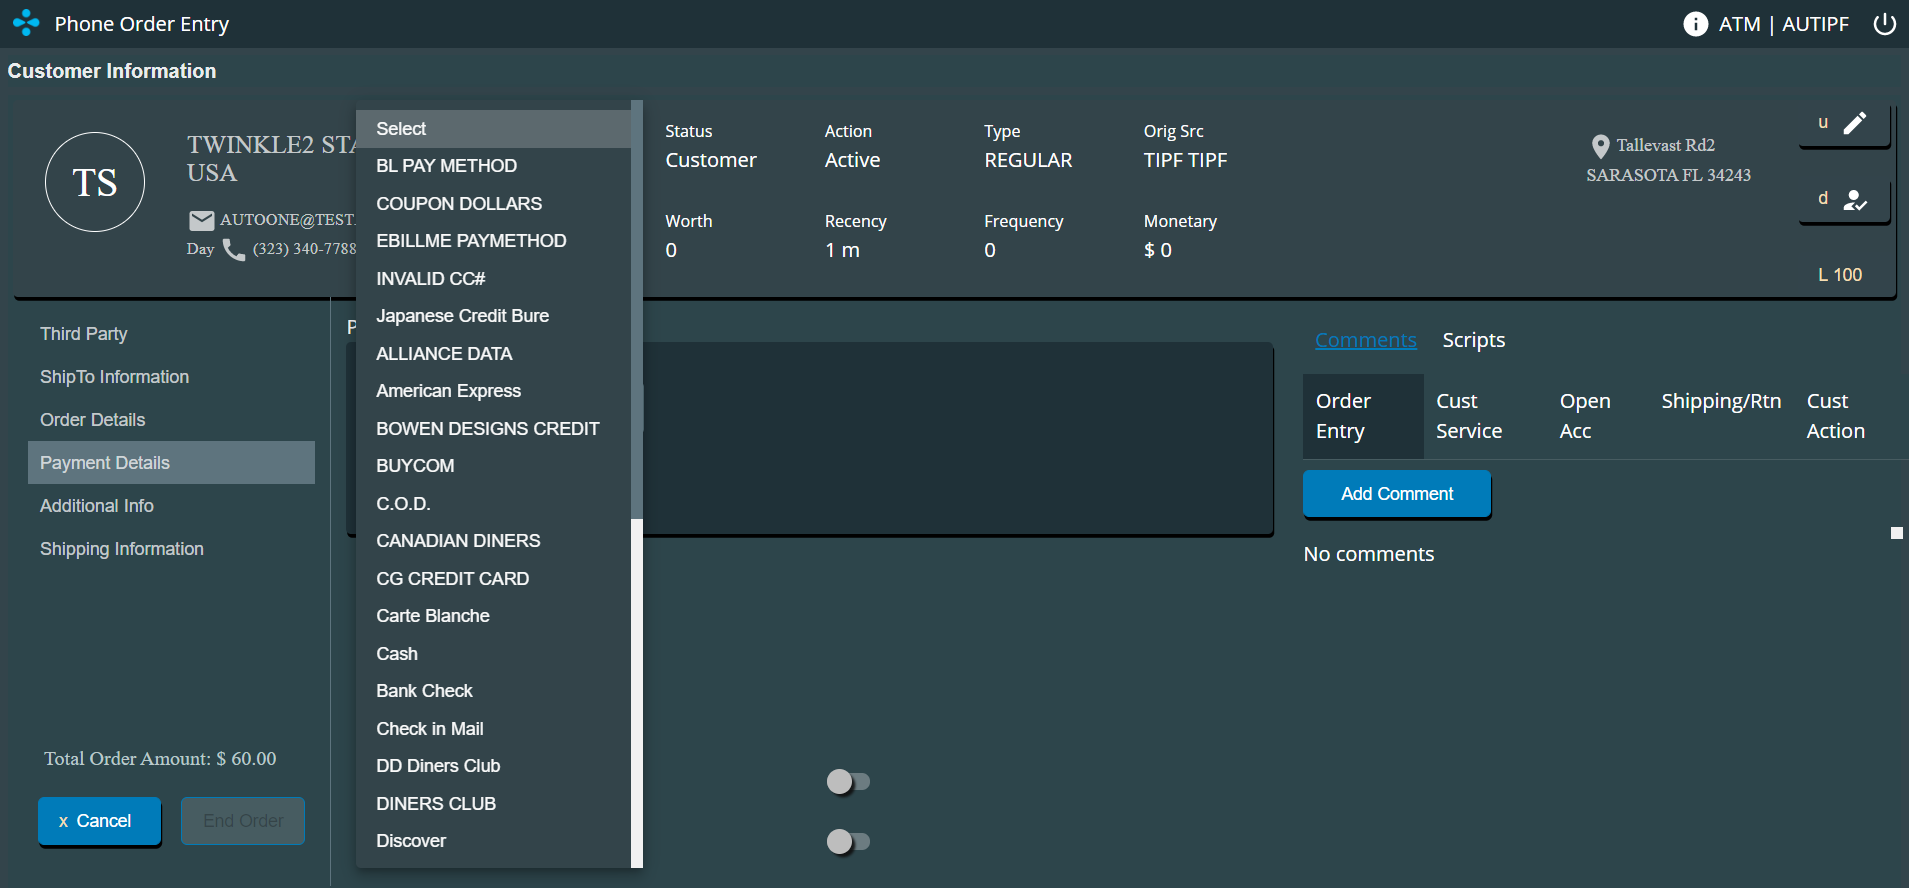 Phone Order Entry
ATM | AUTIPF
Customer Information
TS
TWINKLE2
USA
AUTOONE@TEST.
Day (323) 340-7788
Status
Customer
Action
Active
Type
REGULAR
Orig Src
TIPF TIPF
Worth
0
Recency
1 m
Frequency
0
Monetary
$ 0
Tallevast Rd2
SARASOTA FL 34243
u
d
L 100
Third Party
ShipTo Information
Order Details
Payment Details
Additional Info
Shipping Information
Total Order Amount: $ 60.00
x Cancel
End Order
Select
BL PAY METHOD
COUPON DOLLARS
EBILLME PAYMETHOD
INVALID CC#
Japanese Credit Bure
ALLIANCE DATA
American Express
BOWEN DESIGNS CREDIT
BUYCOM
C.O.D.
CANADIAN DINERS
CG CREDIT CARD
Carte Blanche
Cash
Bank Check
Check in Mail
DD Diners Club
DINERS CLUB
Discover
Comments
Scripts
Order Entry
Cust Service
Open Acc
Shipping/Rtn
Cust Action
Add Comment
No comments